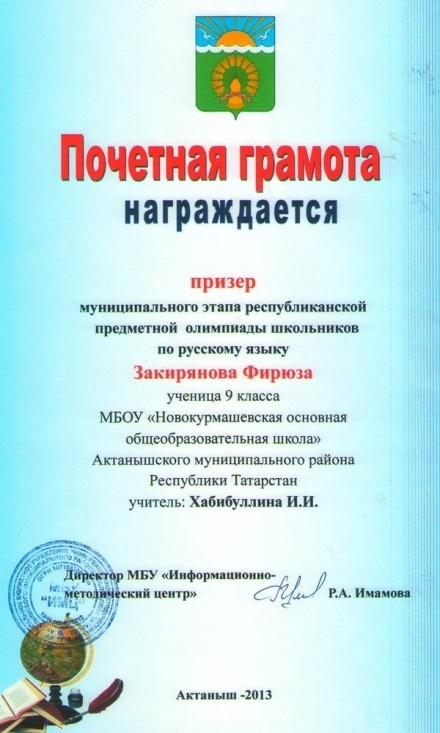 Почетная грамота
награждается
призер
муниципального этапа республиканской
предметной олимпиады школьников
по русскому языку
Закирянова Фирюза
ученица 9 класса
МБОУ «Новокурмашевская основная
общеобразовательная школа»
Актанышского муниципального района
Республики Татарстан
учитель: Хабибуллина И.И.
Директор МБУ «Информационно-
методический центр» Р.А. Имамова
"ИМЦ"
Актаныш -2013